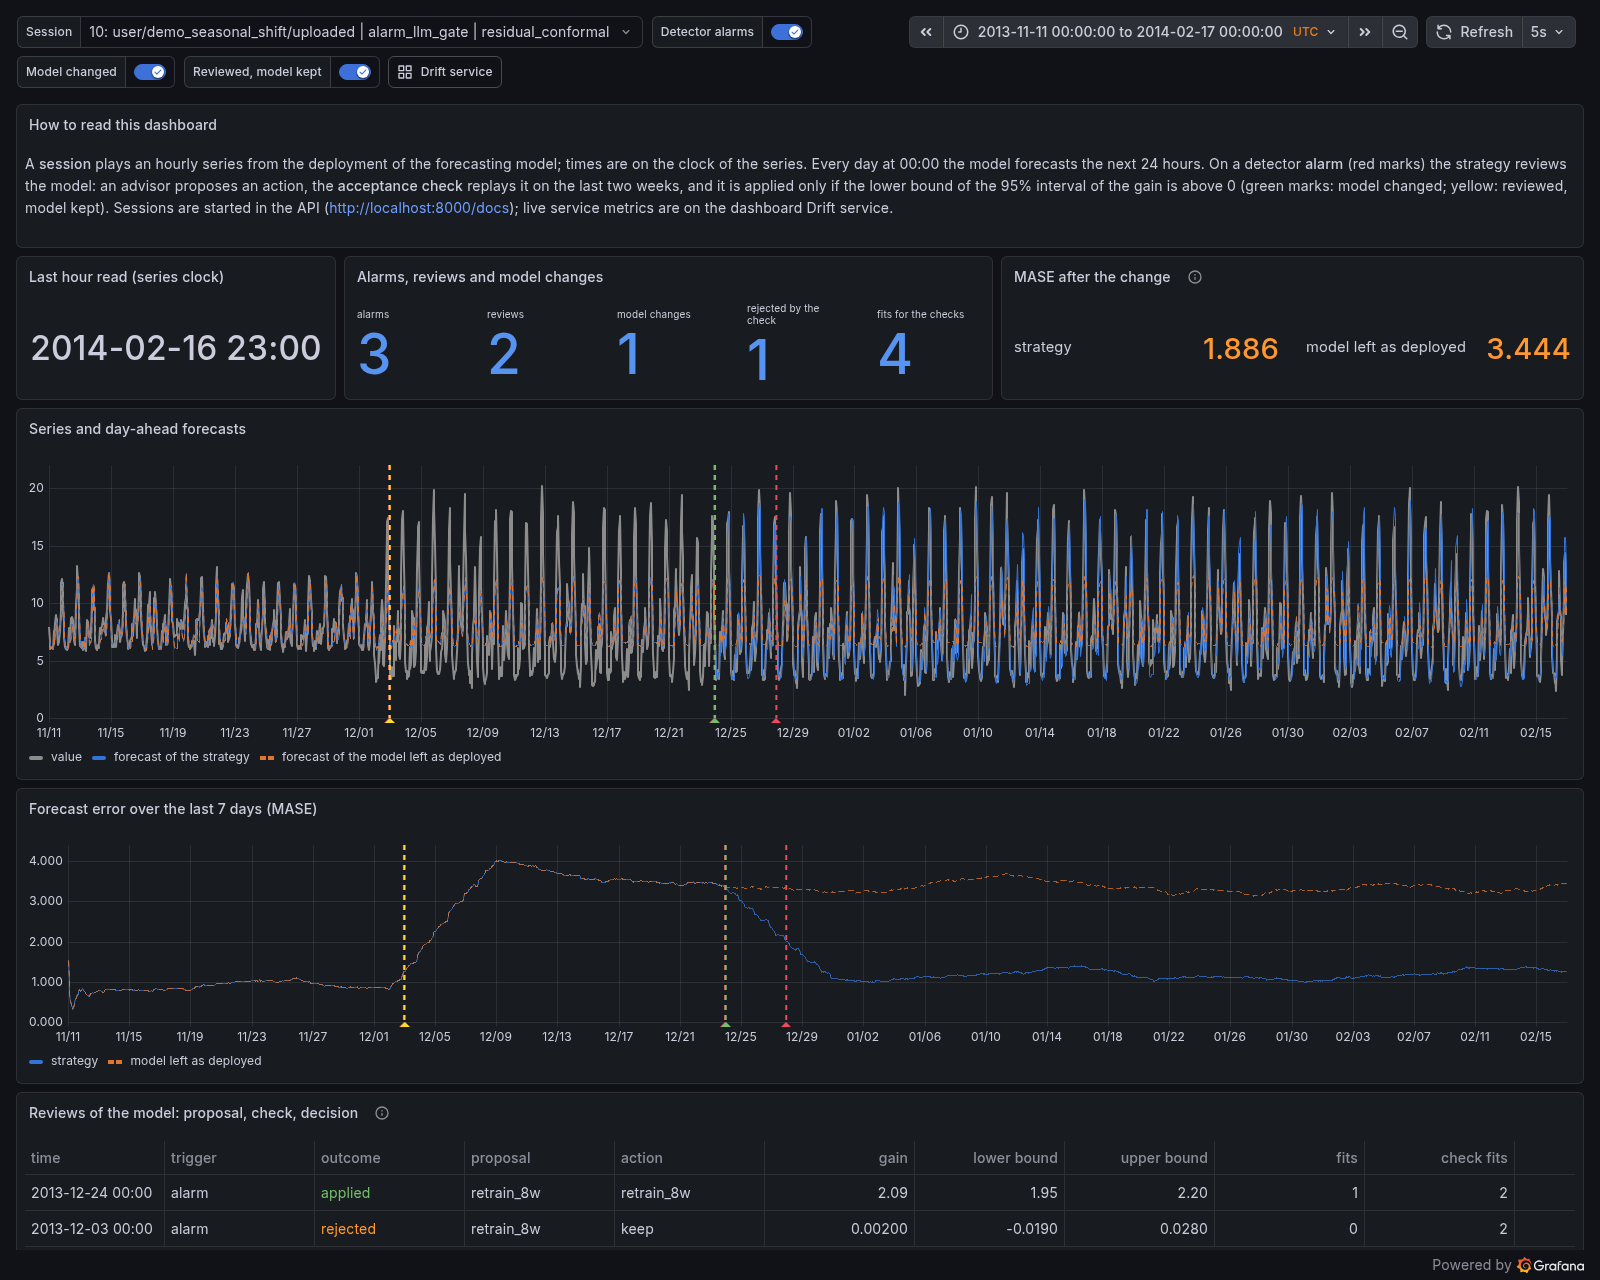 Session 10: user/demo_seasonal_shift/uploaded | alarm_llm_gate | residual_conformal Detector alarms 2013-11-11 00:00:00 to 2014-02-17 00:00:00 UTC Refresh 5s
Model changed Reviewed, model kept Drift service
How to read this dashboard
A session plays an hourly series from the deployment of the forecasting model; times are on the clock of the series. Every day at 00:00 the model forecasts the next 24 hours. On a detector alarm (red marks) the strategy reviews
the model: an advisor proposes an action, the acceptance check replays it on the last two weeks, and it is applied only if the lower bound of the 95% interval of the gain is above 0 (green marks: model changed; yellow: reviewed,
model kept). Sessions are started in the API (http://localhost:8000/docs); live service metrics are on the dashboard Drift service.
Last hour read (series clock)
2014-02-16 23:00
Alarms, reviews and model changes
alarms reviews model changes rejected by the check fits for the checks
3 2 1 1 4
MASE after the change
strategy 1.886 model left as deployed 3.444
Series and day-ahead forecasts
20
15
10
5
0
11/11 11/15 11/19 11/23 11/27 12/01 12/05 12/09 12/13 12/17 12/21 12/25 12/29 01/02 01/06 01/10 01/14 01/18 01/22 01/26 01/30 02/03 02/07 02/11 02/15
value forecast of the strategy forecast of the model left as deployed
Forecast error over the last 7 days (MASE)
4.000
3.000
2.000
1.000
0.000
11/11 11/15 11/19 11/23 11/27 12/01 12/05 12/09 12/13 12/17 12/21 12/25 12/29 01/02 01/06 01/10 01/14 01/18 01/22 01/26 01/30 02/03 02/07 02/11 02/15
strategy model left as deployed
Reviews of the model: proposal, check, decision
time trigger outcome proposal action gain lower bound upper bound fits check fits
2013-12-24 00:00 alarm applied retrain_8w retrain_8w 2.09 1.95 2.20 1 2
2013-12-03 00:00 alarm rejected retrain_8w keep 0.00200 -0.0190 0.0280 0 2
Powered by Grafana